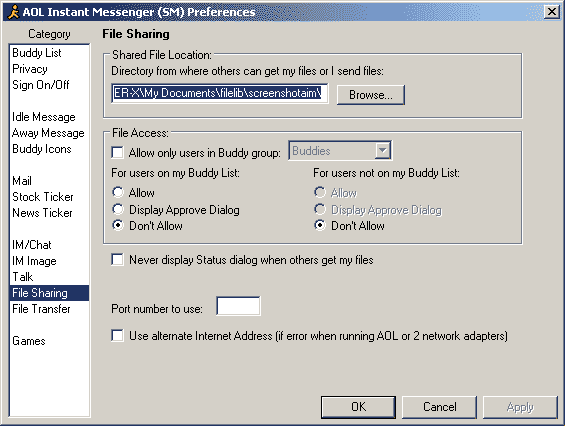 AOL Instant Messenger (SM) Preferences
Category
Buddy List
Privacy
Sign On/Off
Idle Message
Away Message
Buddy Icons
Mail
Stock Ticker
News Ticker
IM/Chat
IM Image
Talk
File Sharing
File Transfer
Games
File Sharing
Shared File Location:
Directory from where others can get my files or I send files:
ER-X\My Documents\filelib\screenshotaim\
Browse...
File Access:
Allow only users in Buddy group:
Buddies
For users on my Buddy List:
Allow
Display Approve Dialog
Don't Allow
For users not on my Buddy List:
Allow
Display Approve Dialog
Don't Allow
Never display Status dialog when others get my files
Port number to use:
Use alternate Internet Address (if error when running AOL or 2 network adapters)
OK
Cancel
Apply